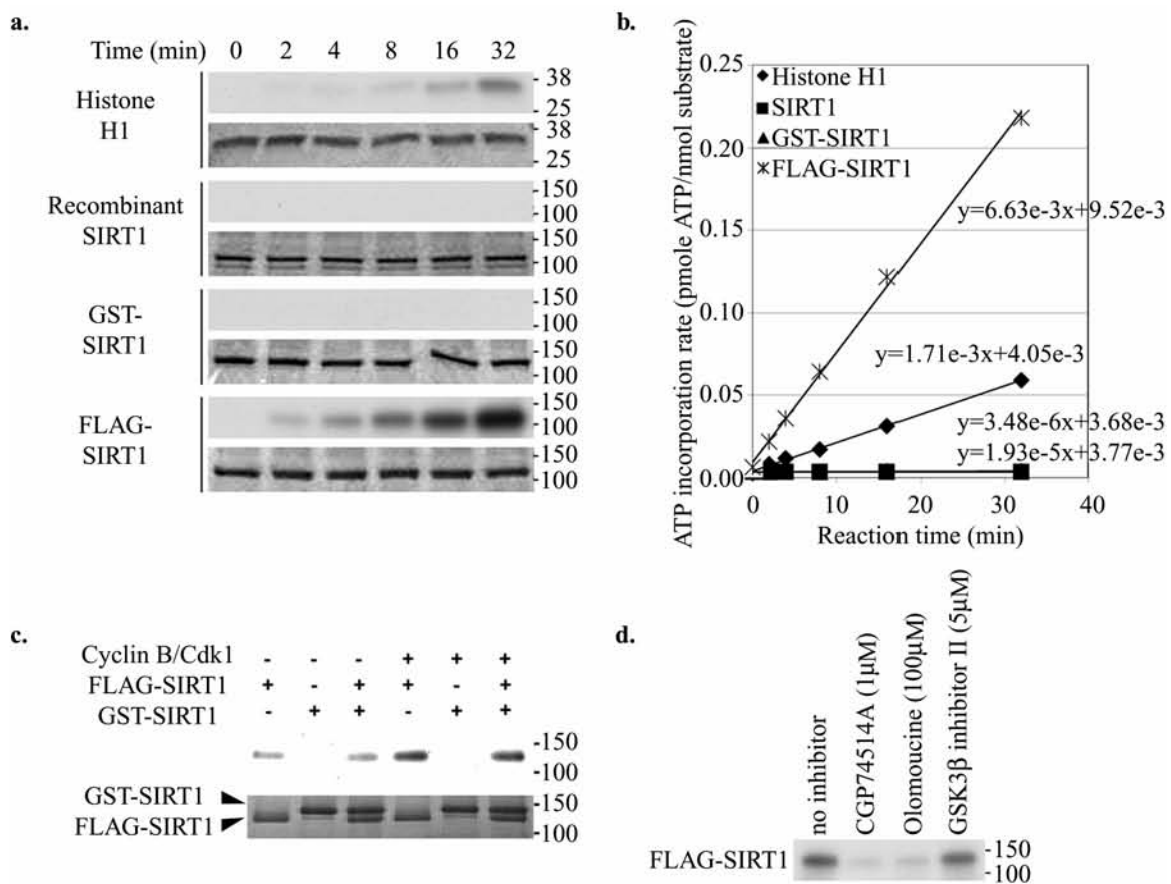 a.
Time (min) 0 2 4 8 16 32
Histone
H1
-38
-25
-38
-25
Recombinant
SIRT1
-150
-100
-150
-100
GST-
SIRT1
-150
-100
-150
-100
FLAG-
SIRT1
-150
-100
-150
-100
b.
ATP incorporation rate (pmole ATP/nmol substrate)
0.25
0.20
0.15
0.10
0.05
0.00
Histone H1
SIRT1
GST-SIRT1
FLAG-SIRT1
y=6.63e-3x+9.52e-3
y=1.71e-3x+4.05e-3
y=3.48e-6x+3.68e-3
y=1.93e-5x+3.77e-3
0 10 20 30 40
Reaction time (min)
c.
Cyclin B/Cdk1 - - - + + +
FLAG-SIRT1 + - + + - +
GST-SIRT1 - + + - + +
-150
-100
GST-SIRT1
FLAG-SIRT1
-150
-100
d.
no inhibitor
CGP74514A (1µM)
Olomoucine (100µM)
GSK3β inhibitor II (5µM)
FLAG-SIRT1
-150
-100